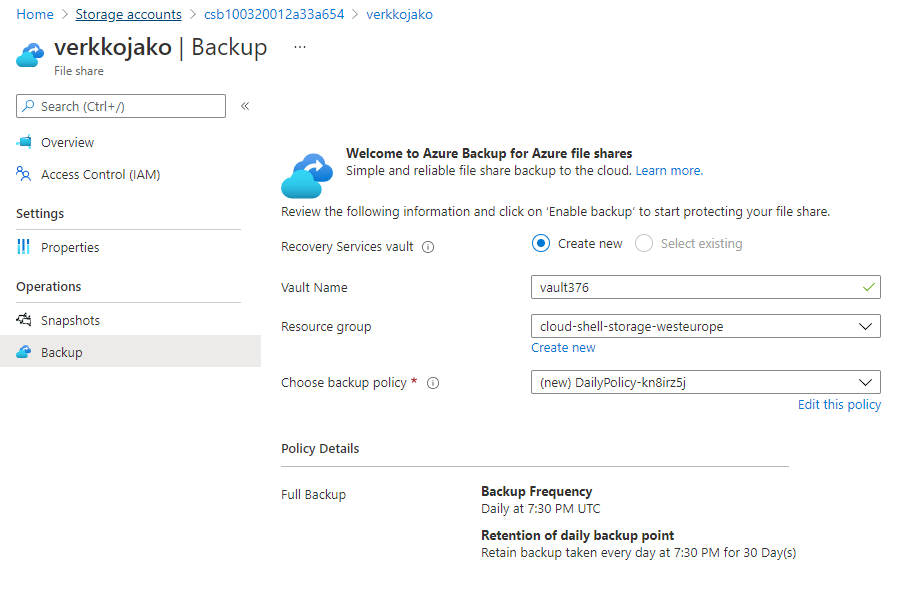 Home > Storage accounts > csb100320012a33a654 > verkkojako
verkkojako | Backup ...
File share
Search (Ctrl+/)
«
Overview
Access Control (IAM)
Settings
Properties
Operations
Snapshots
Backup
Welcome to Azure Backup for Azure file shares
Simple and reliable file share backup to the cloud. Learn more.
Review the following information and click on ‘Enable backup’ to start protecting your file share.
Recovery Services vault Create new Select existing
Vault Name vault376
Resource group cloud-shell-storage-westeurope
Create new
Choose backup policy * (new) DailyPolicy-kn8irz5j
Edit this policy
Policy Details
Full Backup Backup Frequency
Daily at 7:30 PM UTC
Retention of daily backup point
Retain backup taken every day at 7:30 PM for 30 Day(s)